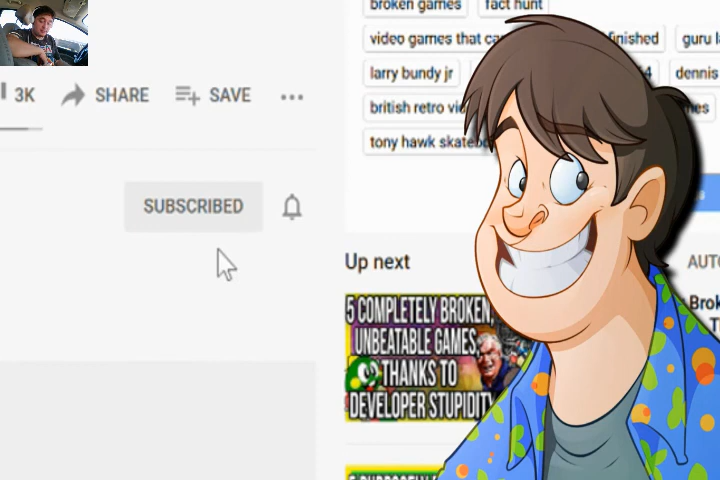 broken games fact hunt
video games that ca finished guru la
larry bundy jr 4 dennis
british retro vi mes
tony hawk skateb
3K SHARE SAVE
SUBSCRIBED
Up next AUTO
5 COMPLETELY BROKEN,
UNBEATABLE GAMES,
THANKS TO
DEVELOPER STUPIDITY
Brok